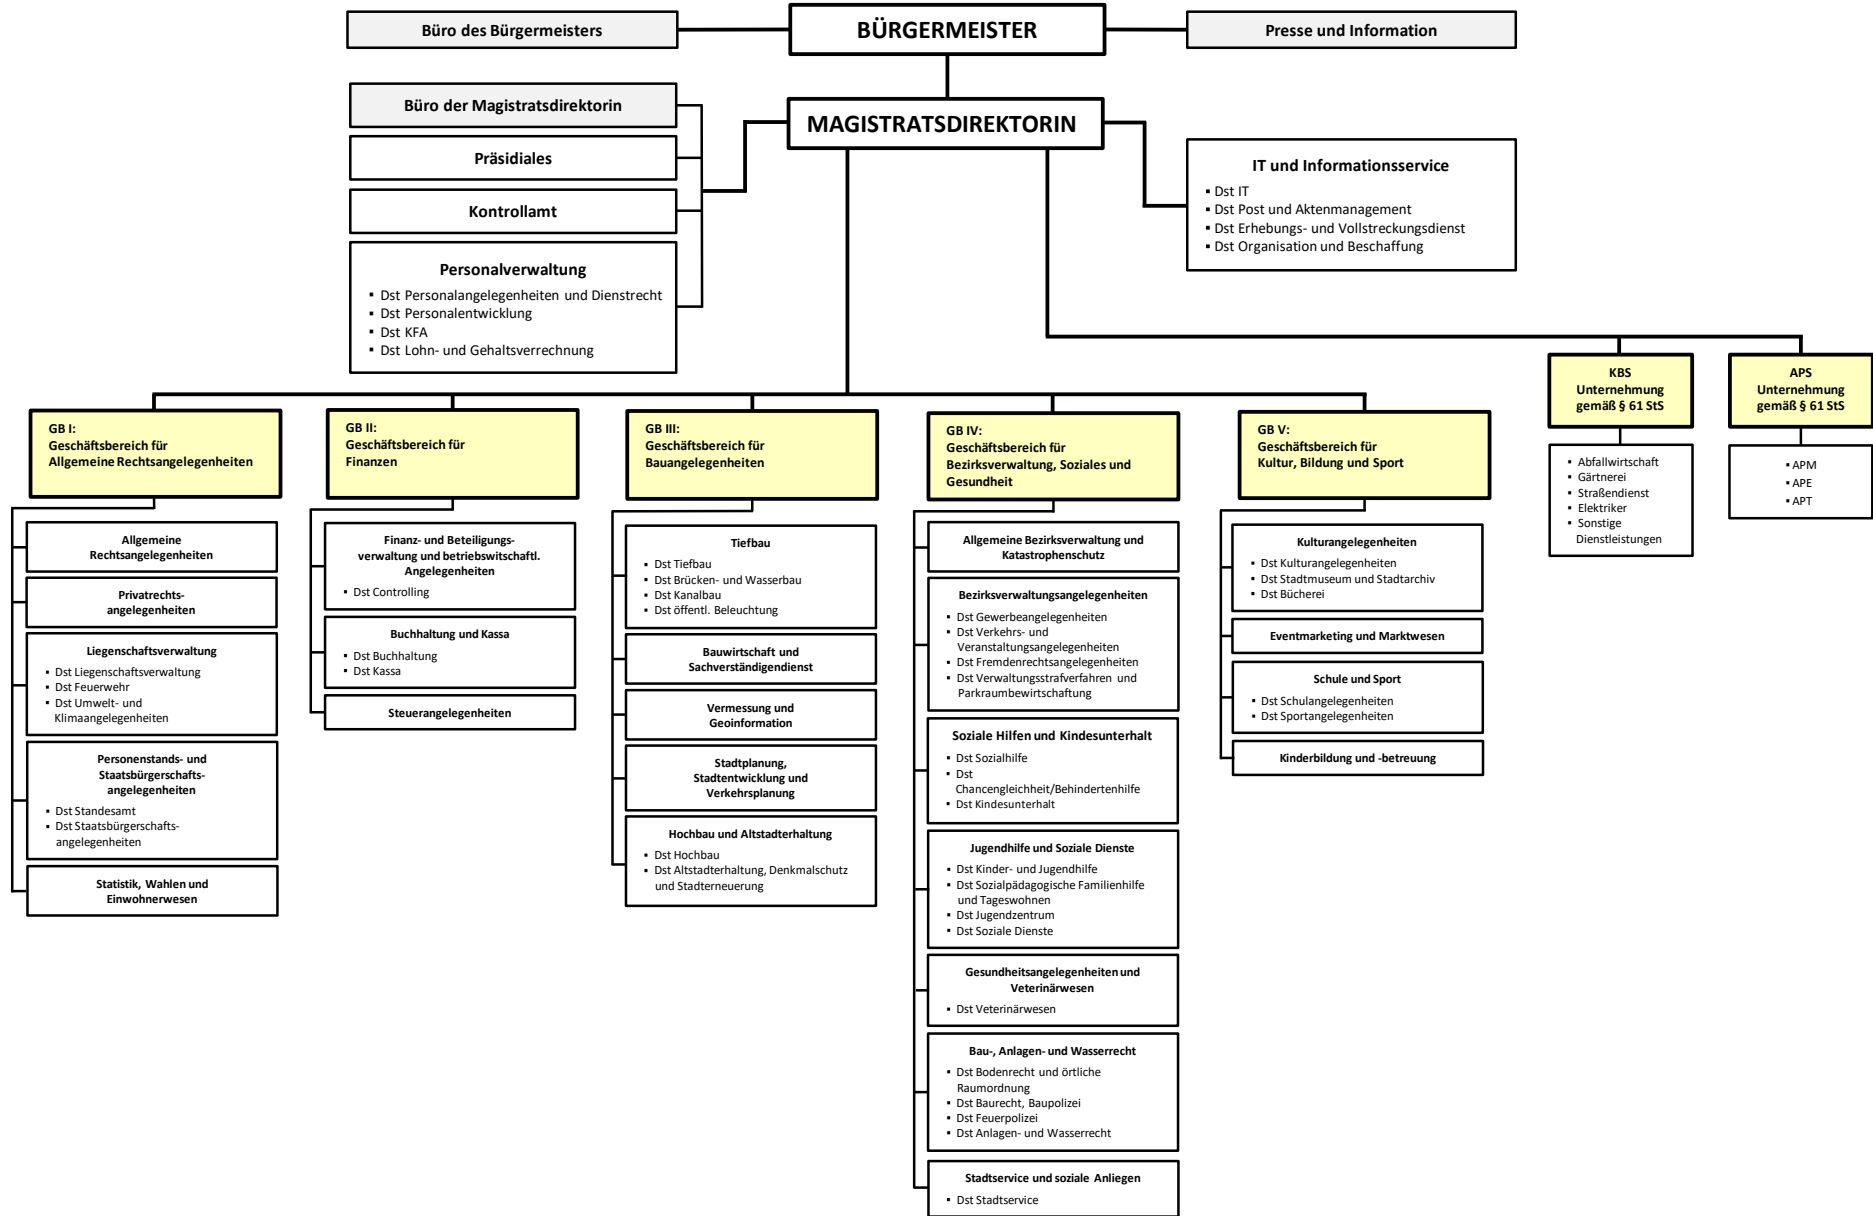 Büro des Bürgermeisters
BÜRGERMEISTER
Presse und Information
Büro der Magistratsdirektorin
MAGISTRATSDIREKTORIN
Präsidiales
Kontrollamt
Personalverwaltung
▪ Dst Personalangelegenheiten und Dienstrecht
▪ Dst Personalentwicklung
▪ Dst KFA
▪ Dst Lohn- und Gehaltsverrechnung
IT und Informationsservice
▪ Dst IT
▪ Dst Post und Aktenmanagement
▪ Dst Erhebungs- und Vollstreckungsdienst
▪ Dst Organisation und Beschaffung
KBS
Unternehmung
gemäß § 61 StS
▪ Abfallwirtschaft
▪ Gärtnerei
▪ Straßendienst
▪ Elektriker
▪ Sonstige
Dienstleistungen
APS
Unternehmung
gemäß § 61 StS
▪ APM
▪ APE
▪ APT
GB I:
Geschäftsbereich für
Allgemeine Rechtsangelegenheiten
Allgemeine
Rechtsangelegenheiten
Privatrechts-
angelegenheiten
Liegenschaftsverwaltung
▪ Dst Liegenschaftsverwaltung
▪ Dst Feuerwehr
▪ Dst Umwelt- und
Klimaangelegenheiten
Personenstands- und
Staatsbürgerschafts-
angelegenheiten
▪ Dst Standesamt
▪ Dst Staatsbürgerschafts-
angelegenheiten
Statistik, Wahlen und
Einwohnerwesen
GB II:
Geschäftsbereich für
Finanzen
Finanz- und Beteiligungs-
verwaltung und betriebswitschaftl.
Angelegenheiten
▪ Dst Controlling
Buchhaltung und Kassa
▪ Dst Buchhaltung
▪ Dst Kassa
Steuerangelegenheiten
GB III:
Geschäftsbereich für
Bauangelegenheiten
Tiefbau
▪ Dst Tiefbau
▪ Dst Brücken- und Wasserbau
▪ Dst Kanalbau
▪ Dst öffentl. Beleuchtung
Bauwirtschaft und
Sachverständigendienst
Vermessung und
Geoinformation
Stadtplanung,
Stadtentwicklung und
Verkehrsplanung
Hochbau und Altstadterhaltung
▪ Dst Hochbau
▪ Dst Altstadterhaltung, Denkmalschutz
und Stadterneuerung
GB IV:
Geschäftsbereich für
Bezirksverwaltung, Soziales und
Gesundheit
Allgemeine Bezirksverwaltung und
Katastrophenschutz
Bezirksverwaltungsangelegenheiten
▪ Dst Gewerbeangelegenheiten
▪ Dst Verkehrs- und
Veranstaltungsangelegenheiten
▪ Dst Fremdenrechtsangelegenheiten
▪ Dst Verwaltungsstrafverfahren und
Parkraumbewirtschaftung
Soziale Hilfen und Kindesunterhalt
▪ Dst Sozialhilfe
▪ Dst
Chancengleichheit/Behindertenhilfe
▪ Dst Kindesunterhalt
Jugendhilfe und Soziale Dienste
▪ Dst Kinder- und Jugendhilfe
▪ Dst Sozialpädagogische Familienhilfe
und Tageswohnen
▪ Dst Jugendzentrum
▪ Dst Soziale Dienste
Gesundheitsangelegenheiten und
Veterinärwesen
▪ Dst Veterinärwesen
Bau-, Anlagen- und Wasserrecht
▪ Dst Bodenrecht und örtliche
Raumordnung
▪ Dst Baurecht, Baupolizei
▪ Dst Feuerpolizei
▪ Dst Anlagen- und Wasserrecht
Stadtservice und soziale Anliegen
▪ Dst Stadtservice
GB V:
Geschäftsbereich für
Kultur, Bildung und Sport
Kulturangelegenheiten
▪ Dst Kulturangelegenheiten
▪ Dst Stadtmuseum und Stadtarchiv
▪ Dst Bücherei
Eventmarketing und Marktwesen
Schule und Sport
▪ Dst Schulangelegenheiten
▪ Dst Sportangelegenheiten
Kinderbildung und -betreuung